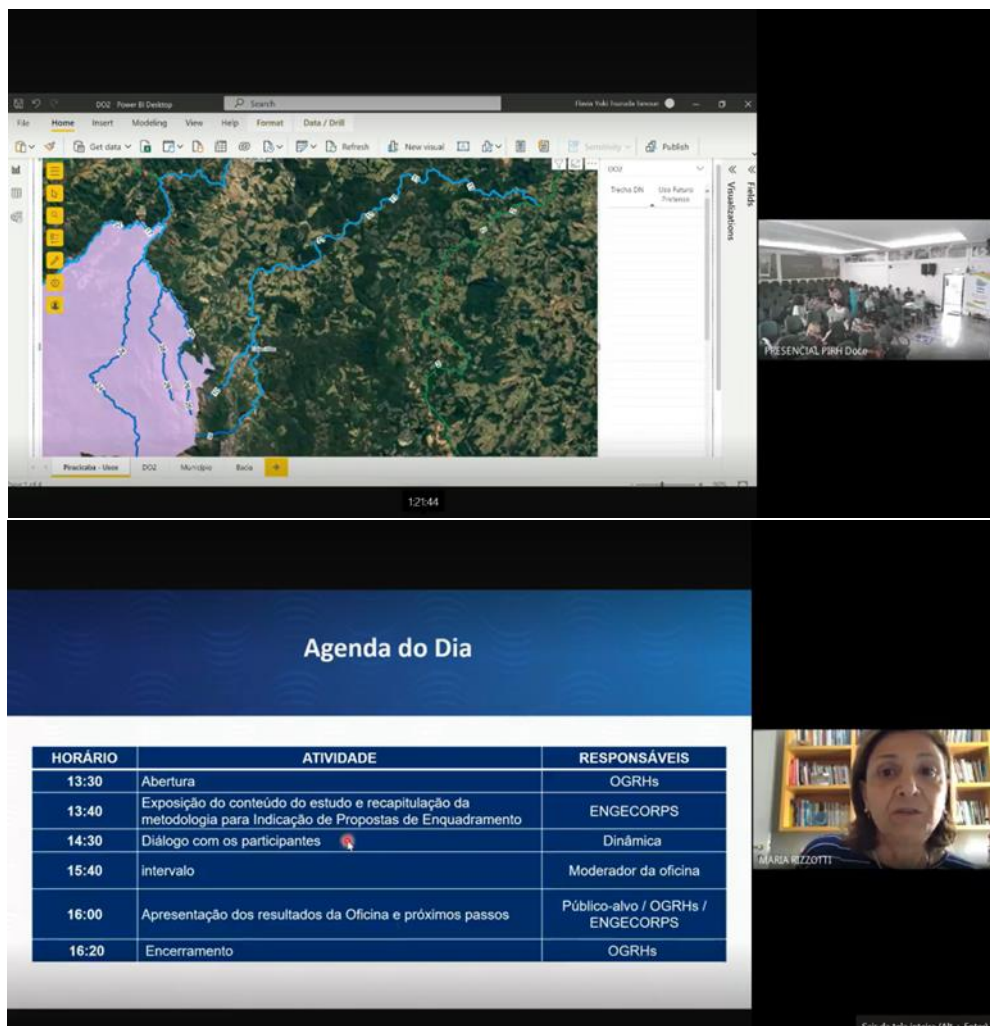 DO2 Power BI Desktop
Search
File Home Insert Modeling View Help Format Data / Drill
Get data
Refresh
New visual
Sensitivity
Publish
DO2
Trecho DN
Uso Futuro
Visualizations
Fields
Piracicaba - Usos DO2 Município Bacia
PRESENCIAL PIRH Doce
1:21:44
Agenda do Dia
HORÁRIO ATIVIDADE RESPONSÁVEIS
13:30 Abertura OGRHs
13:40 Exposição do conteúdo do estudo e recapitulação da metodologia para Indicação de Propostas de Enquadramento ENGECORPS
14:30 Diálogo com os participantes Dinâmica
15:40 intervalo Moderador da oficina
16:00 Apresentação dos resultados da Oficina e próximos passos Público-alvo / OGRHs / ENGECORPS
16:20 Encerramento OGRHs
MARIA RIZZOTTI